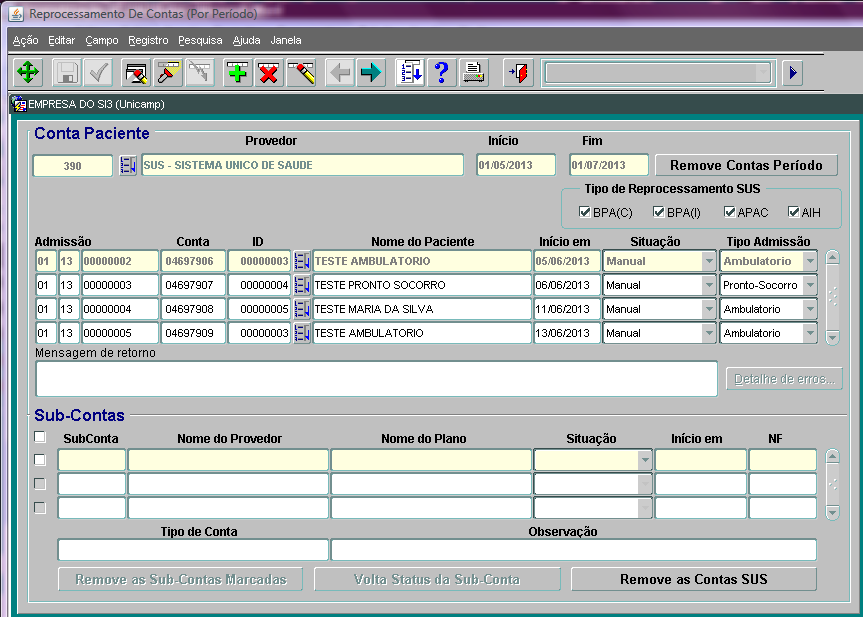 Reprocessamento De Contas (Por Período)
Ação Editar Campo Registro Pesquisa Ajuda Janela
EMPRESA DO SI3 (Unicamp)
Conta Paciente
Provedor Início Fim
390 SUS - SISTEMA UNICO DE SAUDE 01/05/2013 01/07/2013 Remove Contas Período
Tipo de Reprocessamento SUS
BPA(C) BPA(I) APAC AIH
Admissão Conta ID Nome do Paciente Início em Situação Tipo Admissão
01 13 00000002 04697906 00000003 TESTE AMBULATORIO 05/06/2013 Manual Ambulatorio
01 13 00000003 04697907 00000004 TESTE PRONTO SOCORRO 06/06/2013 Manual Pronto-Socorro
01 13 00000004 04697908 00000005 TESTE MARIA DA SILVA 11/06/2013 Manual Ambulatorio
01 13 00000005 04697909 00000003 TESTE AMBULATORIO 13/06/2013 Manual Ambulatorio
Mensagem de retorno
Detalhe de erros...
Sub-Contas
SubConta Nome do Provedor Nome do Plano Situação Início em NF
Tipo de Conta Observação
Remove as Sub-Contas Marcadas Volta Status da Sub-Conta Remove as Contas SUS